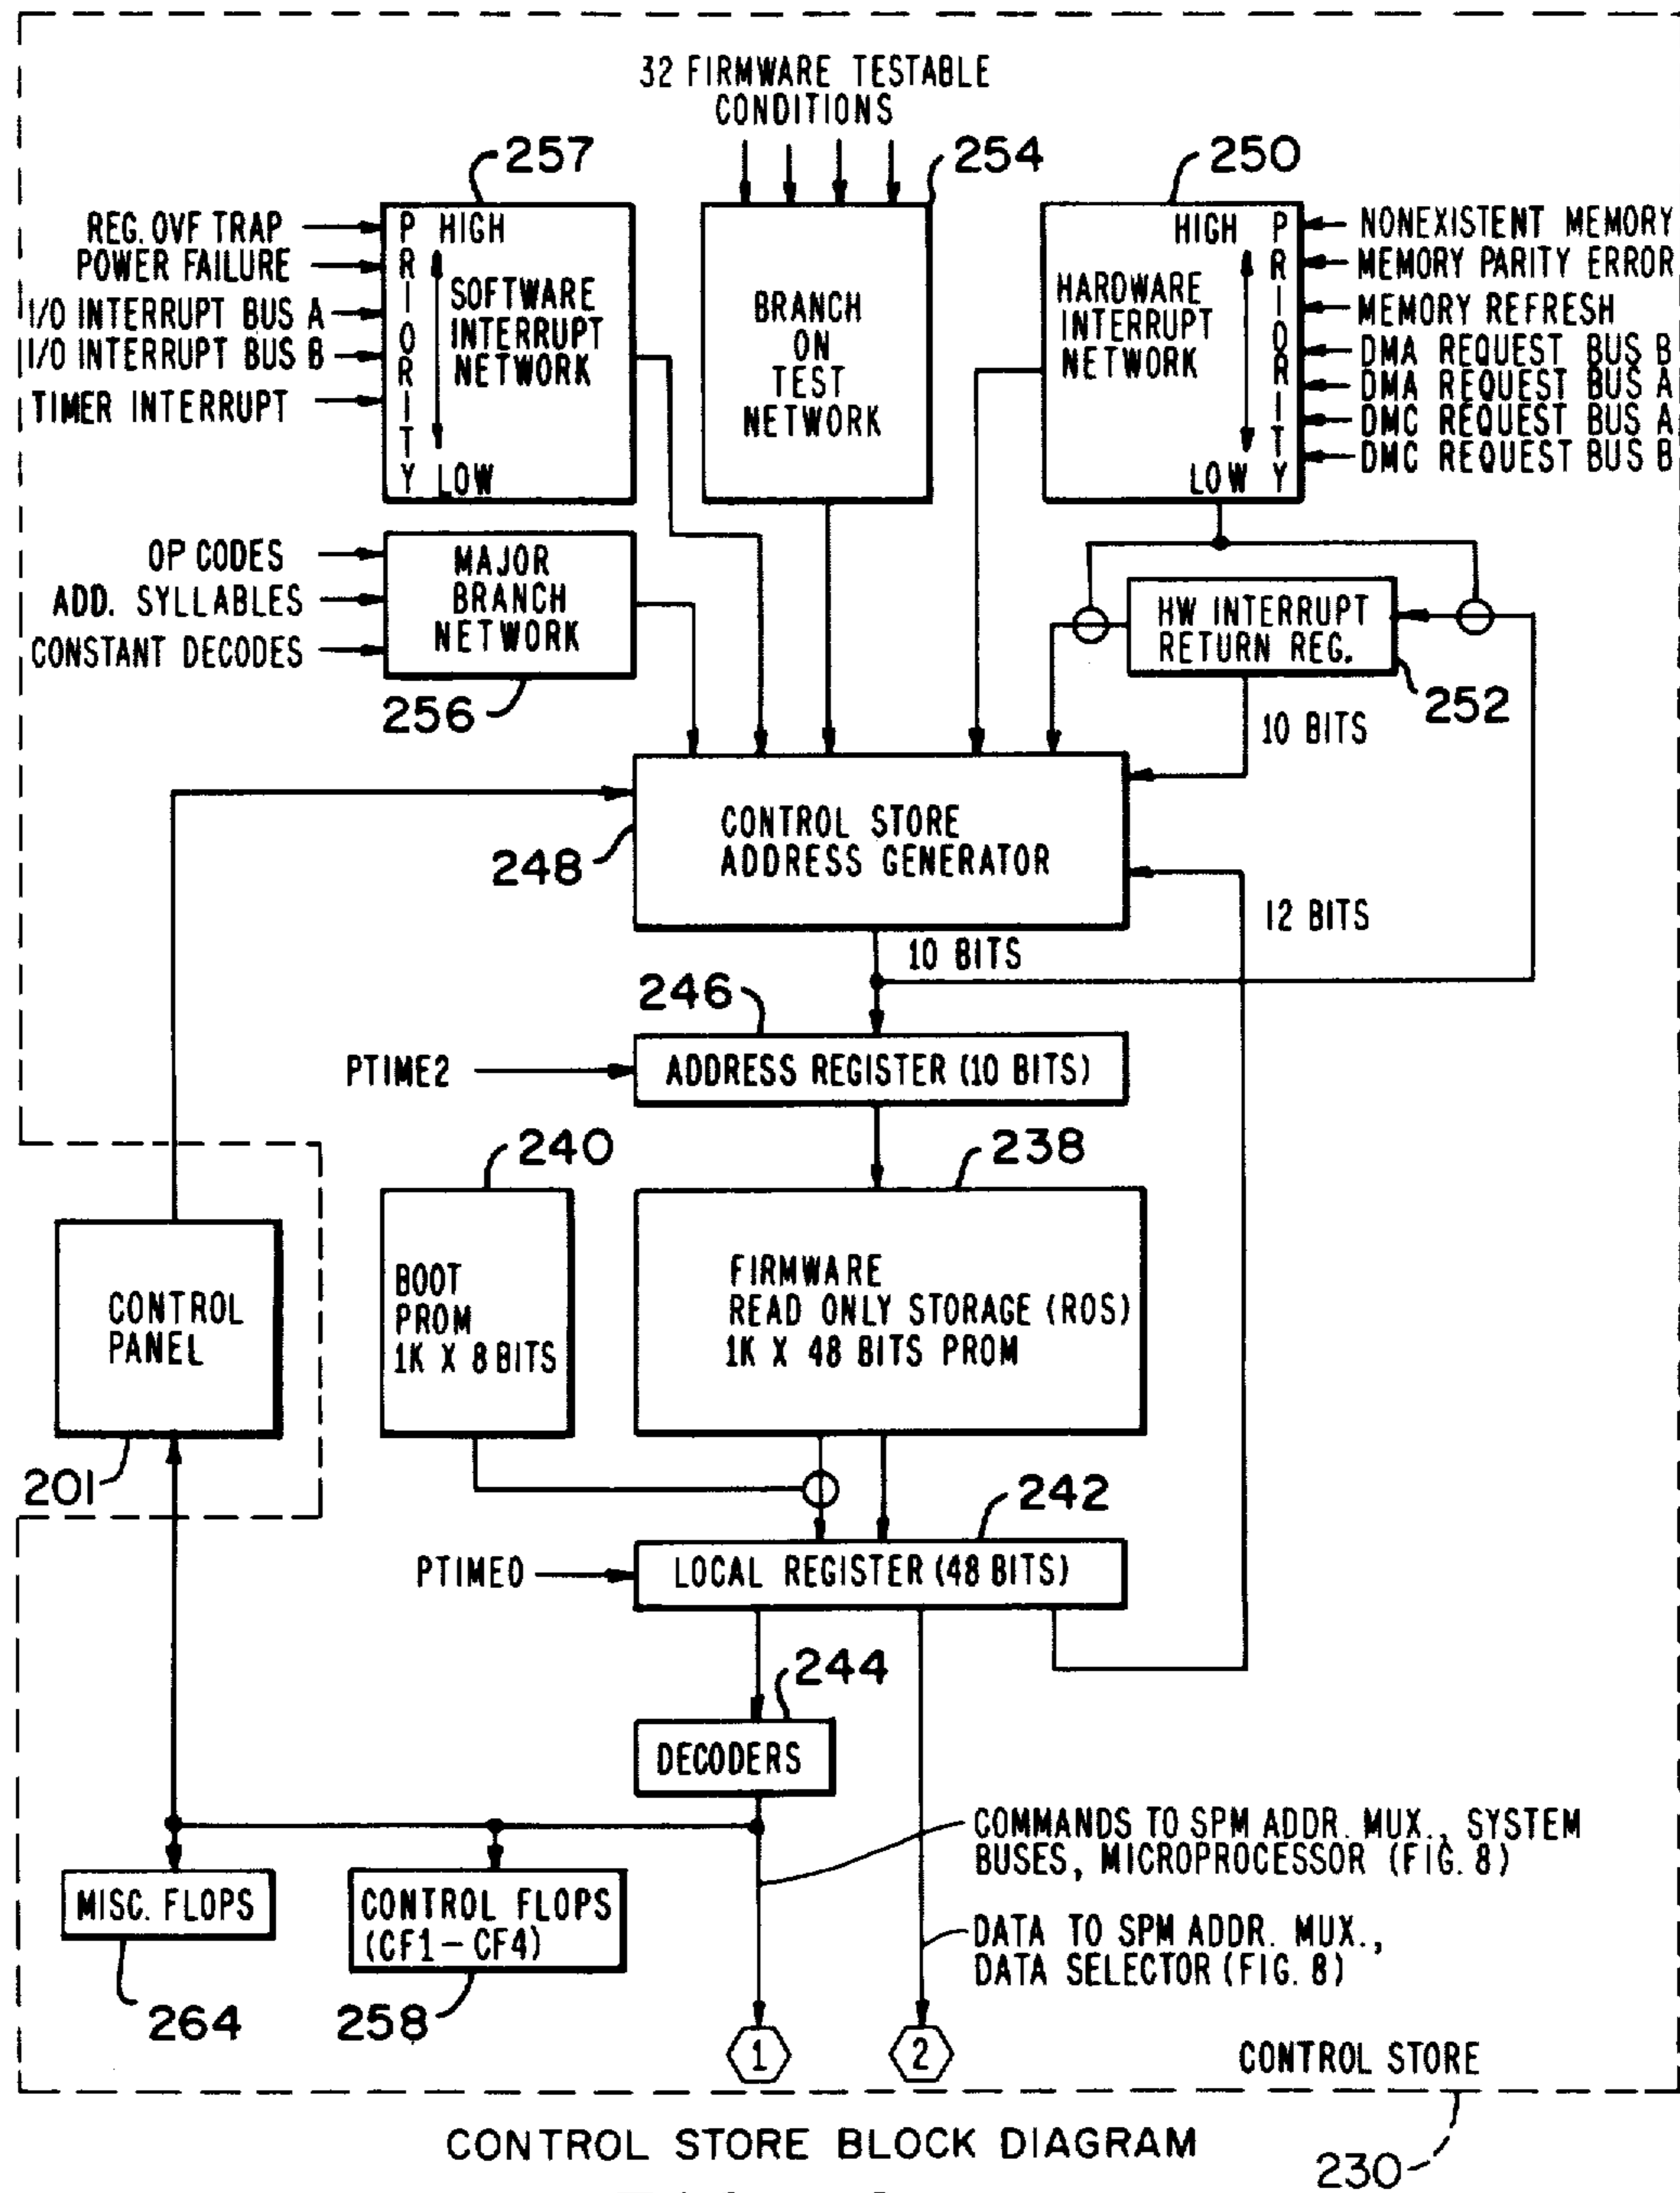 32 FIRMWARE TESTABLE
CONDITIONS
257
254
250
REG. OVF TRAP
POWER FAILURE
I/O INTERRUPT BUS A
I/O INTERRUPT BUS B
TIMER INTERRUPT
PRIORITY
HIGH
SOFTWARE
INTERRUPT
NETWORK
LOW
BRANCH
ON
TEST
NETWORK
HIGH
HARDWARE
INTERRUPT
NETWORK
LOW
PRIORITY
NONEXISTENT MEMORY
MEMORY PARITY ERROR
MEMORY REFRESH
DMA REQUEST BUS B
DMA REQUEST BUS A
DMC REQUEST BUS A
DMC REQUEST BUS B
OP CODES
ADD. SYLLABLES
CONSTANT DECODES
MAJOR
BRANCH
NETWORK
256
HW INTERRUPT
RETURN REG.
252
10 BITS
CONTROL STORE
ADDRESS GENERATOR
248
12 BITS
10 BITS
246
PTIME2
ADDRESS REGISTER (10 BITS)
240
238
BOOT
PROM
1K X 8 BITS
FIRMWARE
READ ONLY STORAGE (ROS)
1K X 48 BITS PROM
CONTROL
PANEL
201
242
PTIME0
LOCAL REGISTER (48 BITS)
244
DECODERS
COMMANDS TO SPM ADDR. MUX., SYSTEM
BUSES, MICROPROCESSOR (FIG. 8)
MISC. FLOPS
CONTROL FLOPS
(CF1-CF4)
DATA TO SPM ADDR. MUX.,
DATA SELECTOR (FIG. 8)
264
258
1
2
CONTROL STORE
CONTROL STORE BLOCK DIAGRAM
230